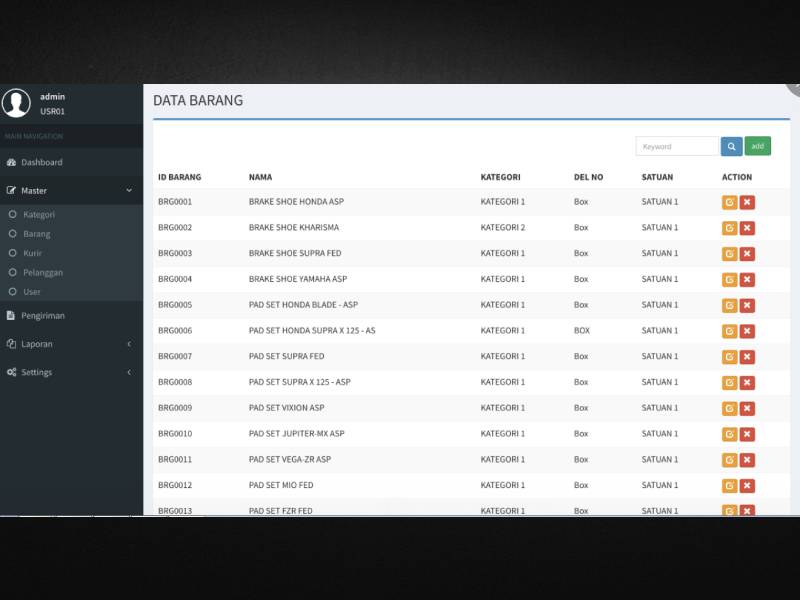 admin
USR01
MAIN NAVIGATION
Dashboard
Master
Kategori
Barang
Kurir
Pelanggan
User
Pengiriman
Laporan
Settings
DATA BARANG
Keyword add
ID BARANG NAMA KATEGORI DEL NO SATUAN ACTION
BRG0001 BRAKE SHOE HONDA ASP KATEGORI 1 Box SATUAN 1
BRG0002 BRAKE SHOE KHARISMA KATEGORI 2 Box SATUAN 1
BRG0003 BRAKE SHOE SUPRA FED KATEGORI 1 Box SATUAN 1
BRG0004 BRAKE SHOE YAMAHA ASP KATEGORI 1 Box SATUAN 1
BRG0005 PAD SET HONDA BLADE - ASP KATEGORI 1 Box SATUAN 1
BRG0006 PAD SET HONDA SUPRA X 125 - AS KATEGORI 1 BOX SATUAN 1
BRG0007 PAD SET SUPRA FED KATEGORI 1 Box SATUAN 1
BRG0008 PAD SET SUPRA X 125 - ASP KATEGORI 1 Box SATUAN 1
BRG0009 PAD SET VIXION ASP KATEGORI 1 Box SATUAN 1
BRG0010 PAD SET JUPITER-MX ASP KATEGORI 1 Box SATUAN 1
BRG0011 PAD SET VEGA-ZR ASP KATEGORI 1 Box SATUAN 1
BRG0012 PAD SET MIO FED KATEGORI 1 Box SATUAN 1
BRG0013 PAD SET FZR FED KATEGORI 1 Box SATUAN 1